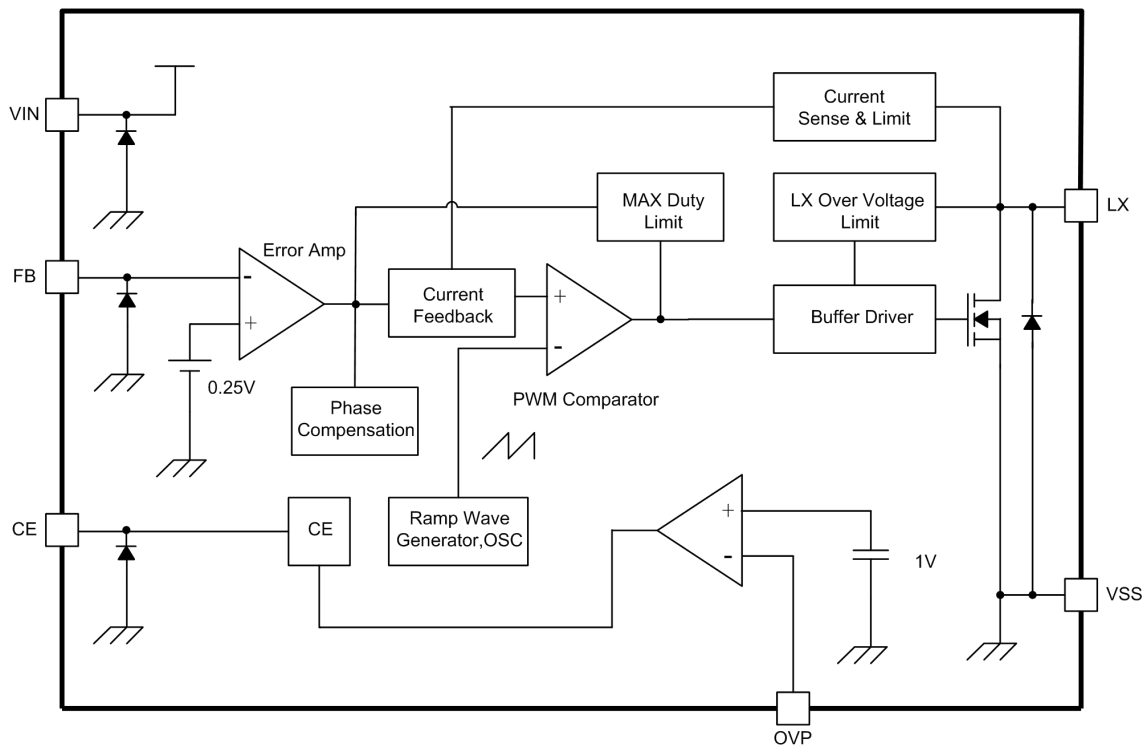 VIN
Current
Sense & Limit
MAX Duty
Limit
LX Over Voltage
Limit
LX
FB
Error Amp
-
+
0.25V
Current
Feedback
+
-
PWM Comparator
Buffer Driver
Phase
Compensation
CE
CE
Ramp Wave
Generator,OSC
+
-
1V
VSS
OVP